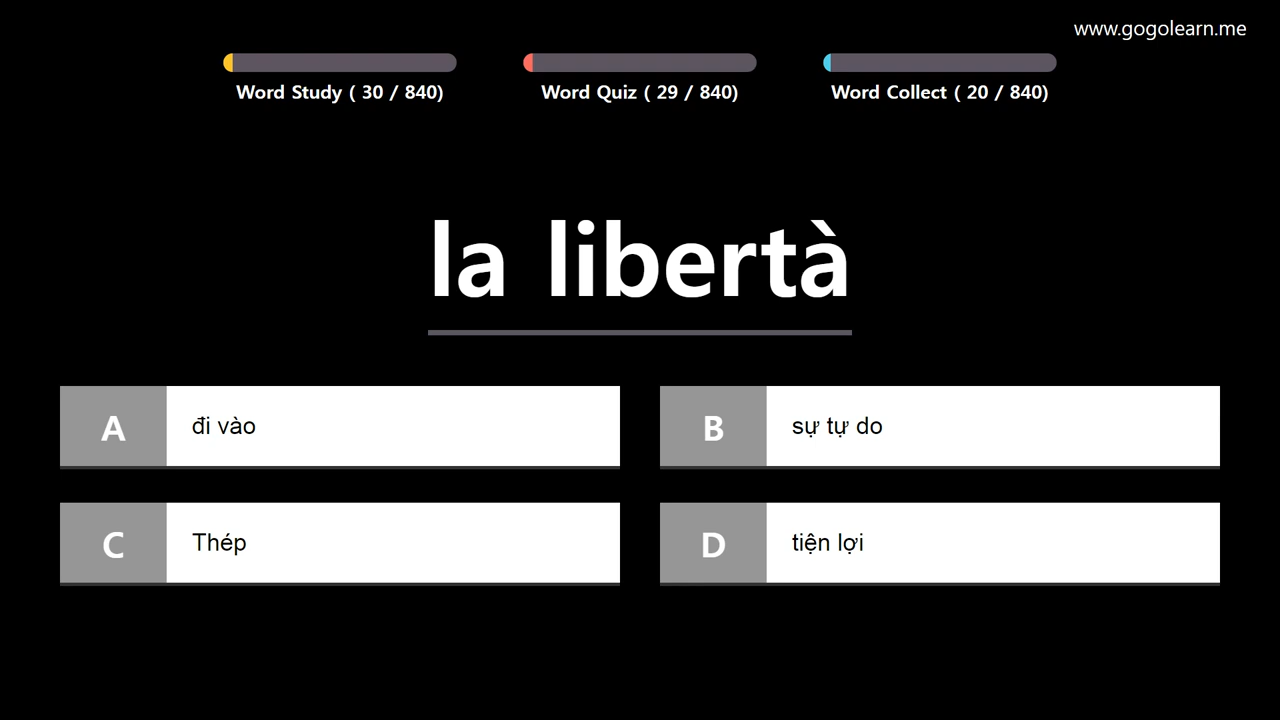 www.gogolearn.me
Word Study ( 30 / 840)
Word Quiz ( 29 / 840)
Word Collect ( 20 / 840)
la libertà
A
đi vào
B
sự tự do
C
Thép
D
tiện lợi